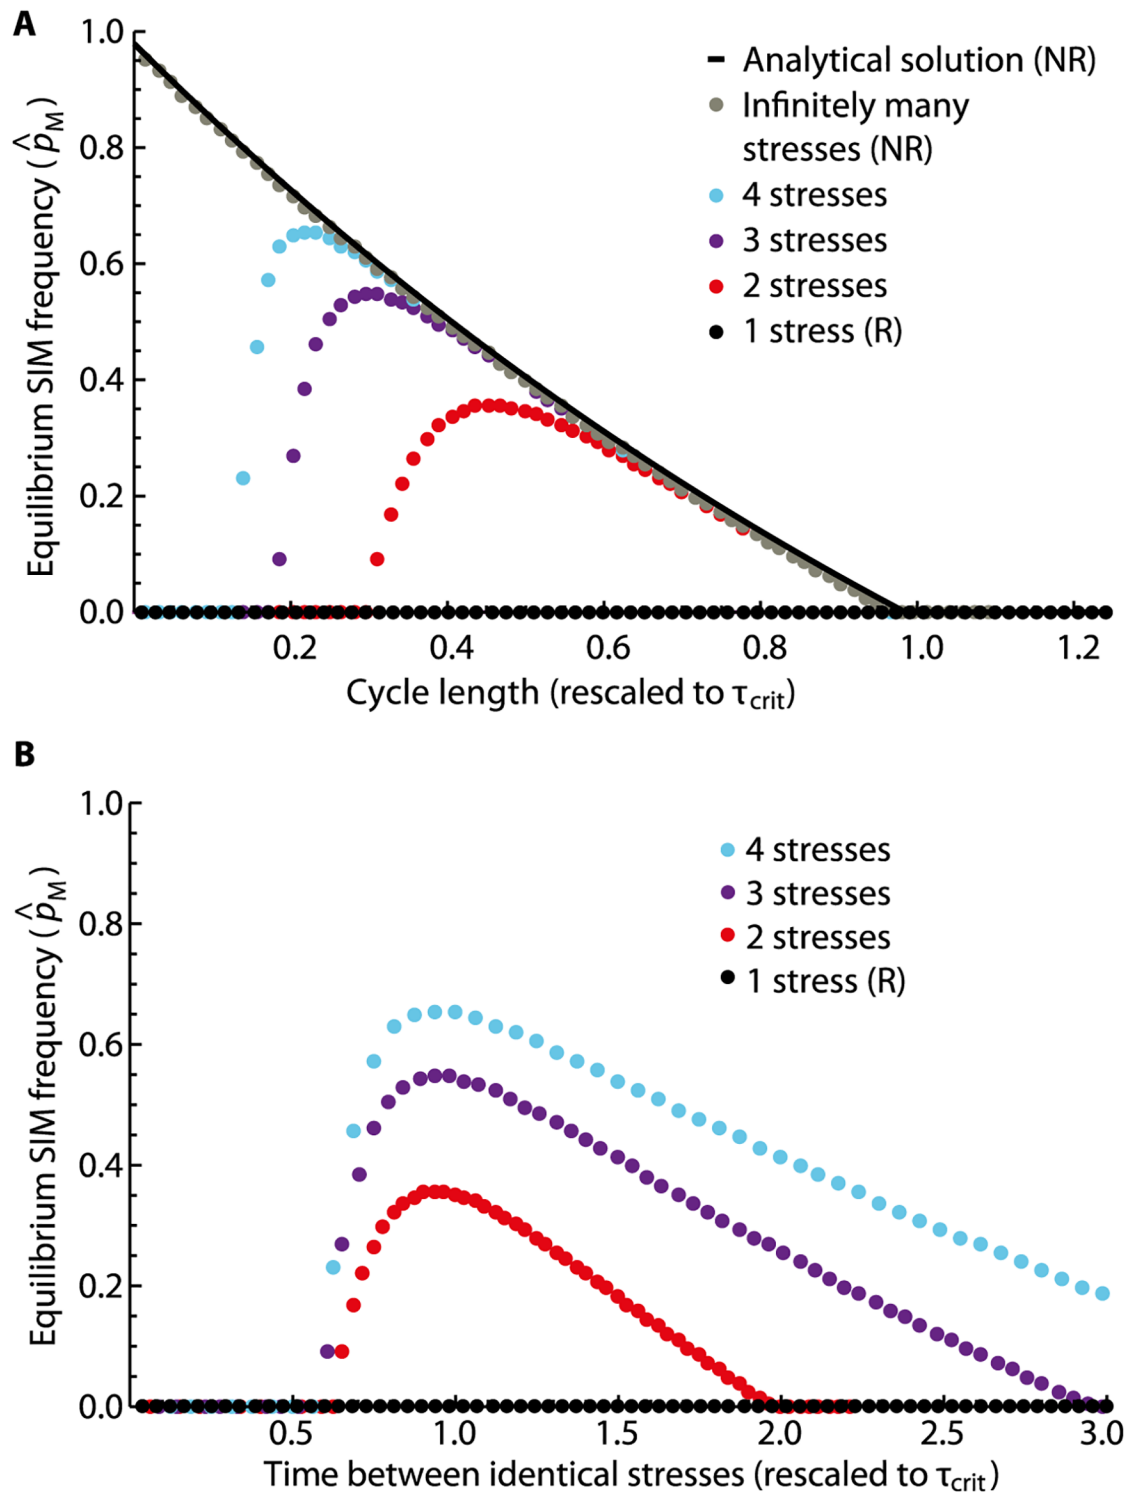 A
1.0
0.8
0.6
0.4
0.2
0.0
Equilibrium SIM frequency (p̂M)
Analytical solution (NR)
Infinitely many
stresses (NR)
4 stresses
3 stresses
2 stresses
1 stress (R)
0.2 0.4 0.6 0.8 1.0 1.2
Cycle length (rescaled to τcrit)
B
1.0
0.8
0.6
0.4
0.2
0.0
Equilibrium SIM frequency (p̂M)
4 stresses
3 stresses
2 stresses
1 stress (R)
0.5 1.0 1.5 2.0 2.5 3.0
Time between identical stresses (rescaled to τcrit)